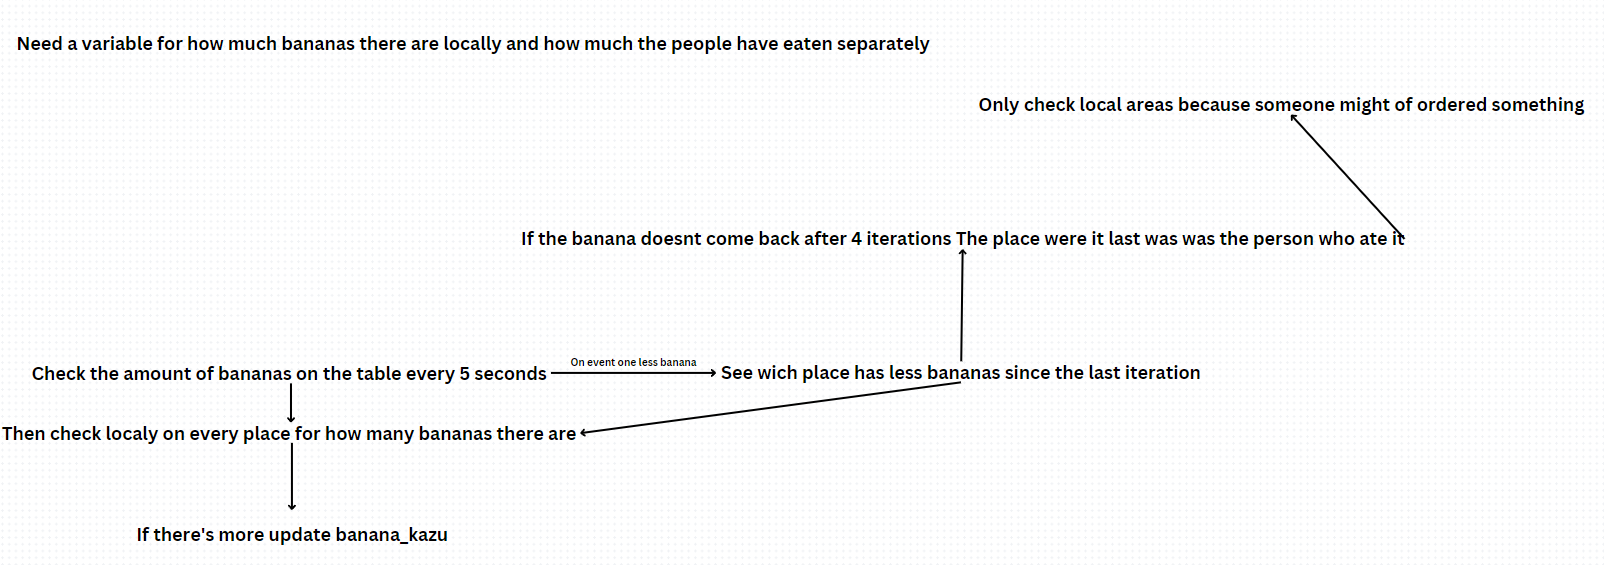 Need a variable for how much bananas there are locally and how much the people have eaten separately
Only check local areas because someone might of ordered something
If the banana doesnt come back after 4 iterations The place were it last was was the person who ate it
On event one less banana
Check the amount of bananas on the table every 5 seconds
See wich place has less bananas since the last iteration
Then check localy on every place for how many bananas there are
If there's more update banana_kazu